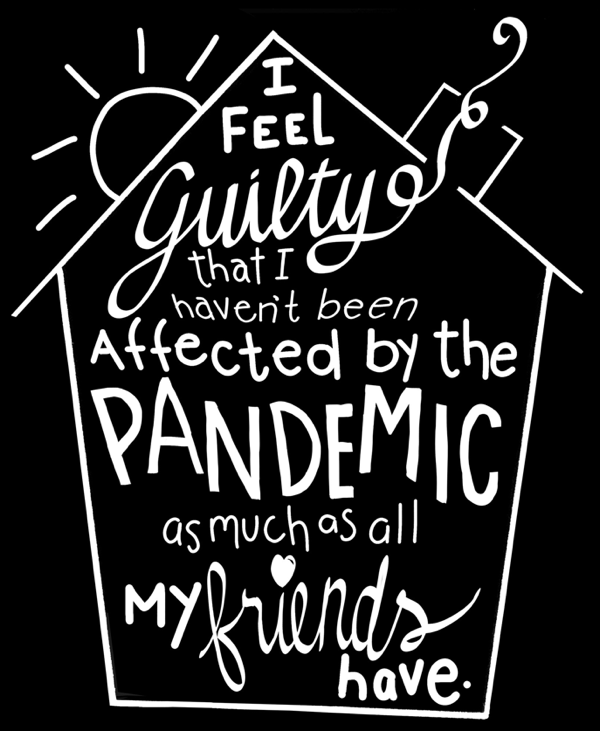 I
FEEL
guilty
that I
haven't been
Affected by the
PANDEMIC
as much as all
MY friends
have.